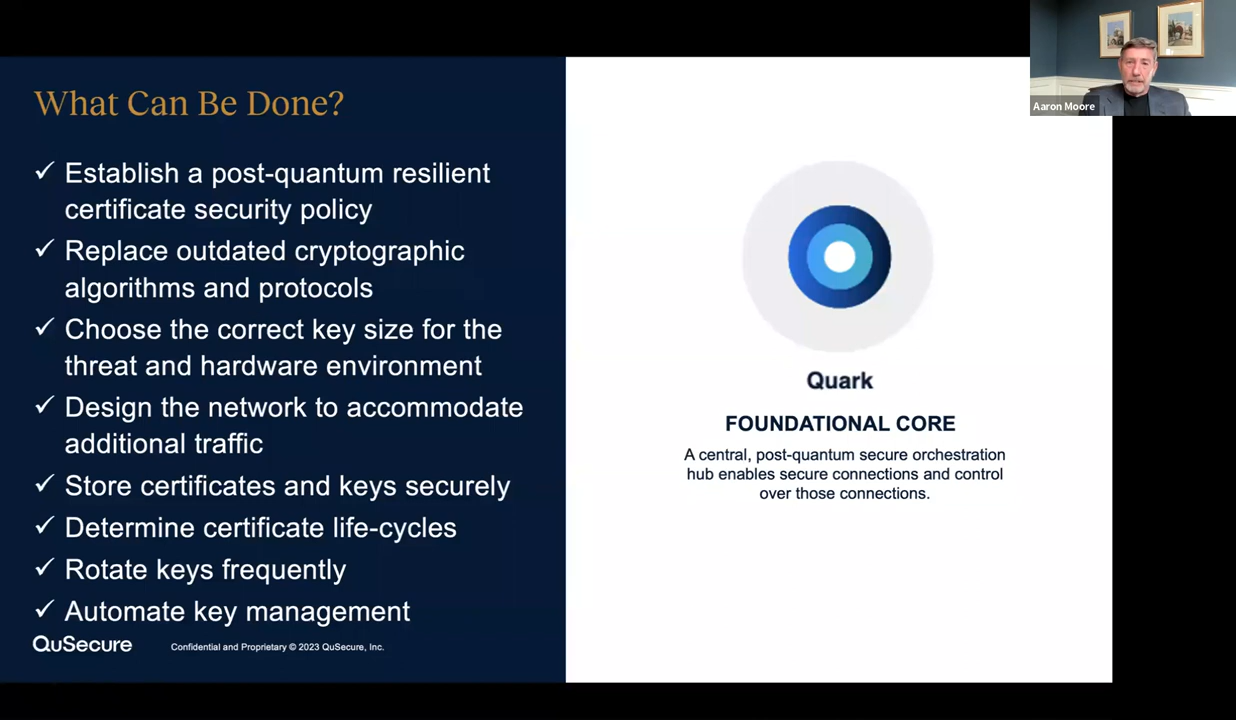 What Can Be Done?
✓ Establish a post-quantum resilient
certificate security policy
✓ Replace outdated cryptographic
algorithms and protocols
✓ Choose the correct key size for the
threat and hardware environment
✓ Design the network to accommodate
additional traffic
✓ Store certificates and keys securely
✓ Determine certificate life-cycles
✓ Rotate keys frequently
✓ Automate key management
QuSecure
Confidential and Proprietary © 2023 QuSecure, Inc.
Quark
FOUNDATIONAL CORE
A central, post-quantum secure orchestration
hub enables secure connections and control
over those connections.
Aaron Moore